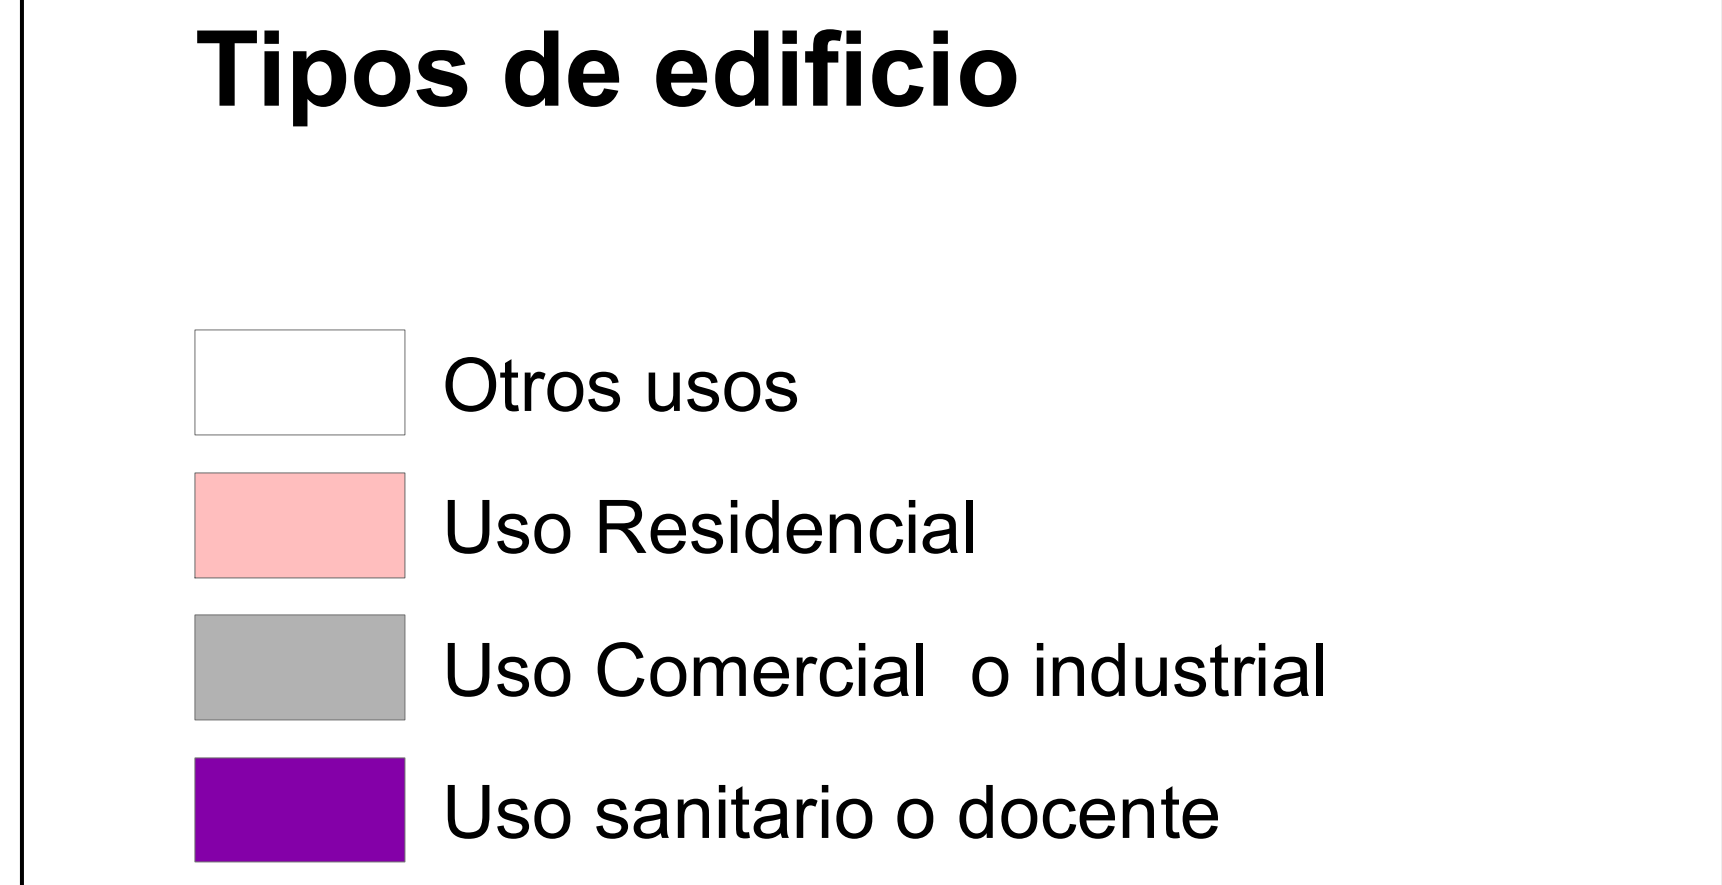 Tipos de edificio
Otros usos
Uso Residencial
Uso Comercial  o industrial
Uso sanitario o docente